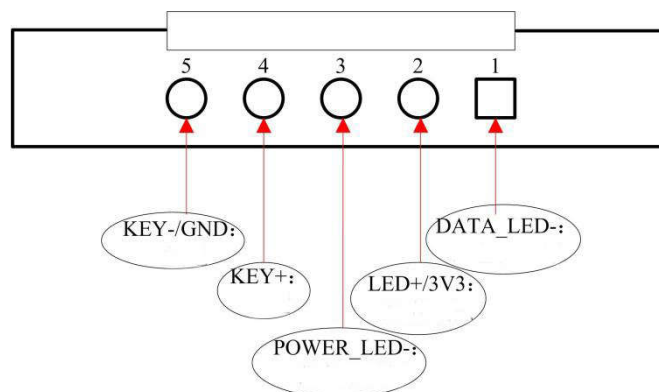 5 4 3 2 1
KEY-/GND：
DATA_LED-：
KEY+：
LED+/3V3：
POWER_LED-：